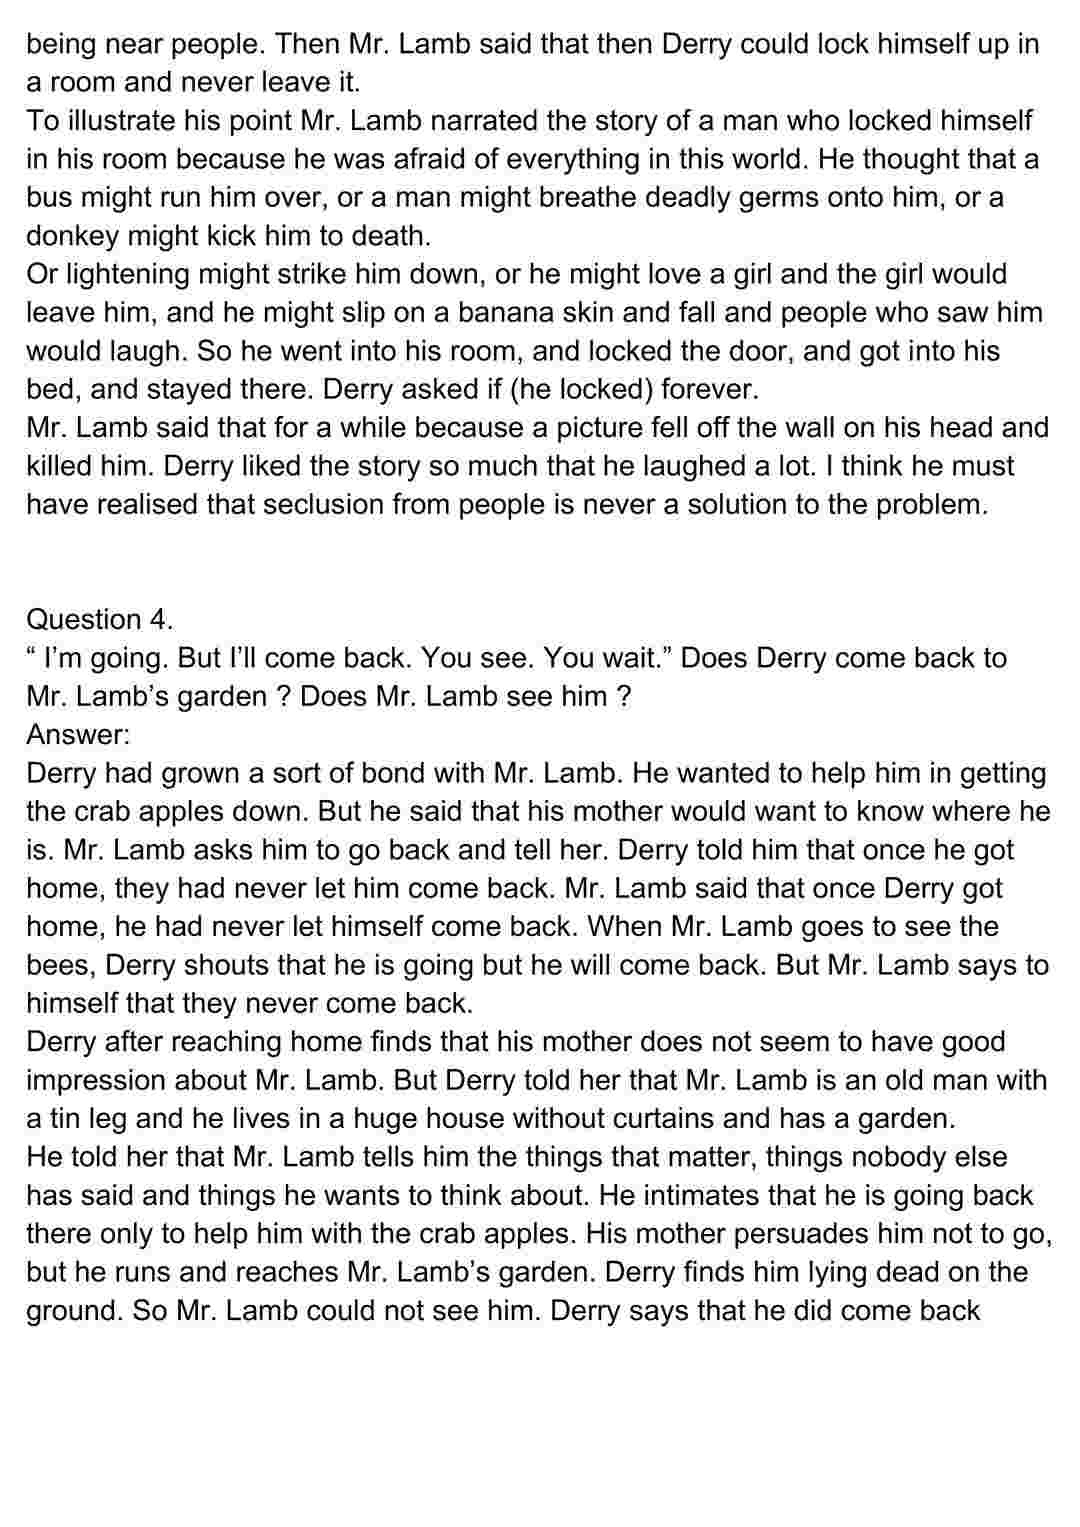 being near people. Then Mr. Lamb said that then Derry could lock himself up in
a room and never leave it.
To illustrate his point Mr. Lamb narrated the story of a man who locked himself
in his room because he was afraid of everything in this world. He thought that a
bus might run him over, or a man might breathe deadly germs onto him, or a
donkey might kick him to death.
Or lightening might strike him down, or he might love a girl and the girl would
leave him, and he might slip on a banana skin and fall and people who saw him
would laugh. So he went into his room, and locked the door, and got into his
bed, and stayed there. Derry asked if (he locked) forever.
Mr. Lamb said that for a while because a picture fell off the wall on his head and
killed him. Derry liked the story so much that he laughed a lot. I think he must
have realised that seclusion from people is never a solution to the problem.
Question 4.
“ I’m going. But I’ll come back. You see. You wait.” Does Derry come back to
Mr. Lamb’s garden ? Does Mr. Lamb see him ?
Answer:
Derry had grown a sort of bond with Mr. Lamb. He wanted to help him in getting
the crab apples down. But he said that his mother would want to know where he
is. Mr. Lamb asks him to go back and tell her. Derry told him that once he got
home, they had never let him come back. Mr. Lamb said that once Derry got
home, he had never let himself come back. When Mr. Lamb goes to see the
bees, Derry shouts that he is going but he will come back. But Mr. Lamb says to
himself that they never come back.
Derry after reaching home finds that his mother does not seem to have good
impression about Mr. Lamb. But Derry told her that Mr. Lamb is an old man with
a tin leg and he lives in a huge house without curtains and has a garden.
He told her that Mr. Lamb tells him the things that matter, things nobody else
has said and things he wants to think about. He intimates that he is going back
there only to help him with the crab apples. His mother persuades him not to go,
but he runs and reaches Mr. Lamb’s garden. Derry finds him lying dead on the
ground. So Mr. Lamb could not see him. Derry says that he did come back